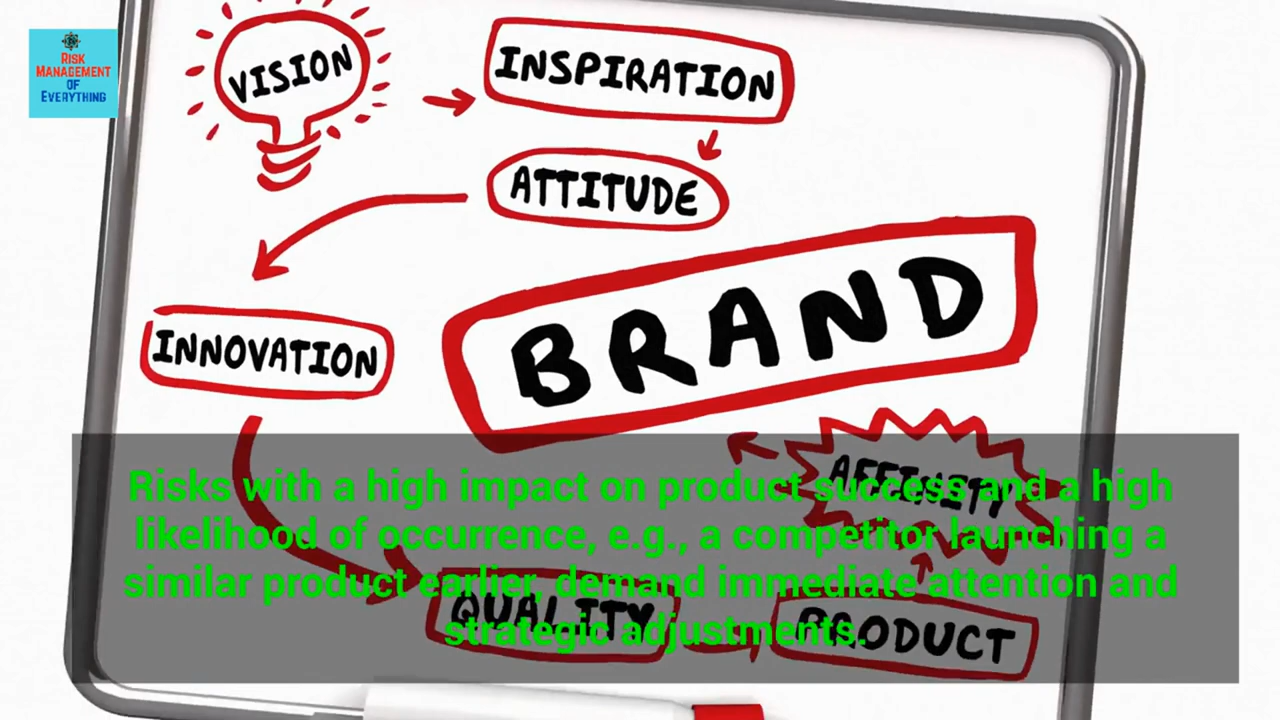 RISK
MANAGEMENT
OF
EVERYTHING
VISION
INSPIRATION
ATTITUDE
INNOVATION
BRAND
AFFINITY
QUALITY
PRODUCT
Risks with a high impact on product success and a high
likelihood of occurrence, e.g., a competitor launching a
similar product earlier, demand immediate attention and
strategic adjustments.